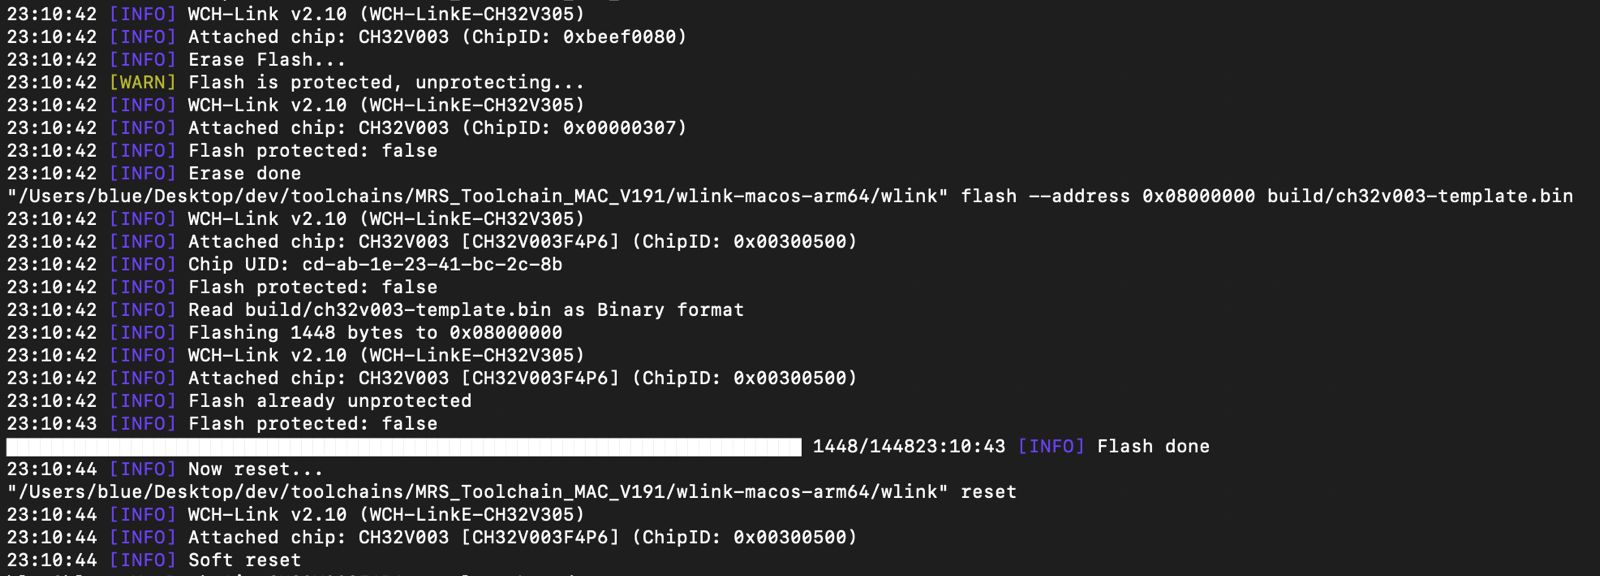 23:10:42 [INFO] WCH-Link v2.10 (WCH-LinkE-CH32V305)
23:10:42 [INFO] Attached chip: CH32V003 (ChipID: 0xbeef0080)
23:10:42 [INFO] Erase Flash...
23:10:42 [WARN] Flash is protected, unprotecting...
23:10:42 [INFO] WCH-Link v2.10 (WCH-LinkE-CH32V305)
23:10:42 [INFO] Attached chip: CH32V003 (ChipID: 0x00000307)
23:10:42 [INFO] Flash protected: false
23:10:42 [INFO] Erase done
"/Users/blue/Desktop/dev/toolchains/MRS_Toolchain_MAC_V191/wlink-macos-arm64/wlink" flash --address 0x08000000 build/ch32v003-template.bin
23:10:42 [INFO] WCH-Link v2.10 (WCH-LinkE-CH32V305)
23:10:42 [INFO] Attached chip: CH32V003 [CH32V003F4P6] (ChipID: 0x00300500)
23:10:42 [INFO] Chip UID: cd-ab-1e-23-41-bc-2c-8b
23:10:42 [INFO] Flash protected: false
23:10:42 [INFO] Read build/ch32v003-template.bin as Binary format
23:10:42 [INFO] Flashing 1448 bytes to 0x08000000
23:10:42 [INFO] WCH-Link v2.10 (WCH-LinkE-CH32V305)
23:10:42 [INFO] Attached chip: CH32V003 [CH32V003F4P6] (ChipID: 0x00300500)
23:10:42 [INFO] Flash already unprotected
23:10:43 [INFO] Flash protected: false
1448/144823:10:43 [INFO] Flash done
23:10:44 [INFO] Now reset...
"/Users/blue/Desktop/dev/toolchains/MRS_Toolchain_MAC_V191/wlink-macos-arm64/wlink" reset
23:10:44 [INFO] WCH-Link v2.10 (WCH-LinkE-CH32V305)
23:10:44 [INFO] Attached chip: CH32V003 [CH32V003F4P6] (ChipID: 0x00300500)
23:10:44 [INFO] Soft reset